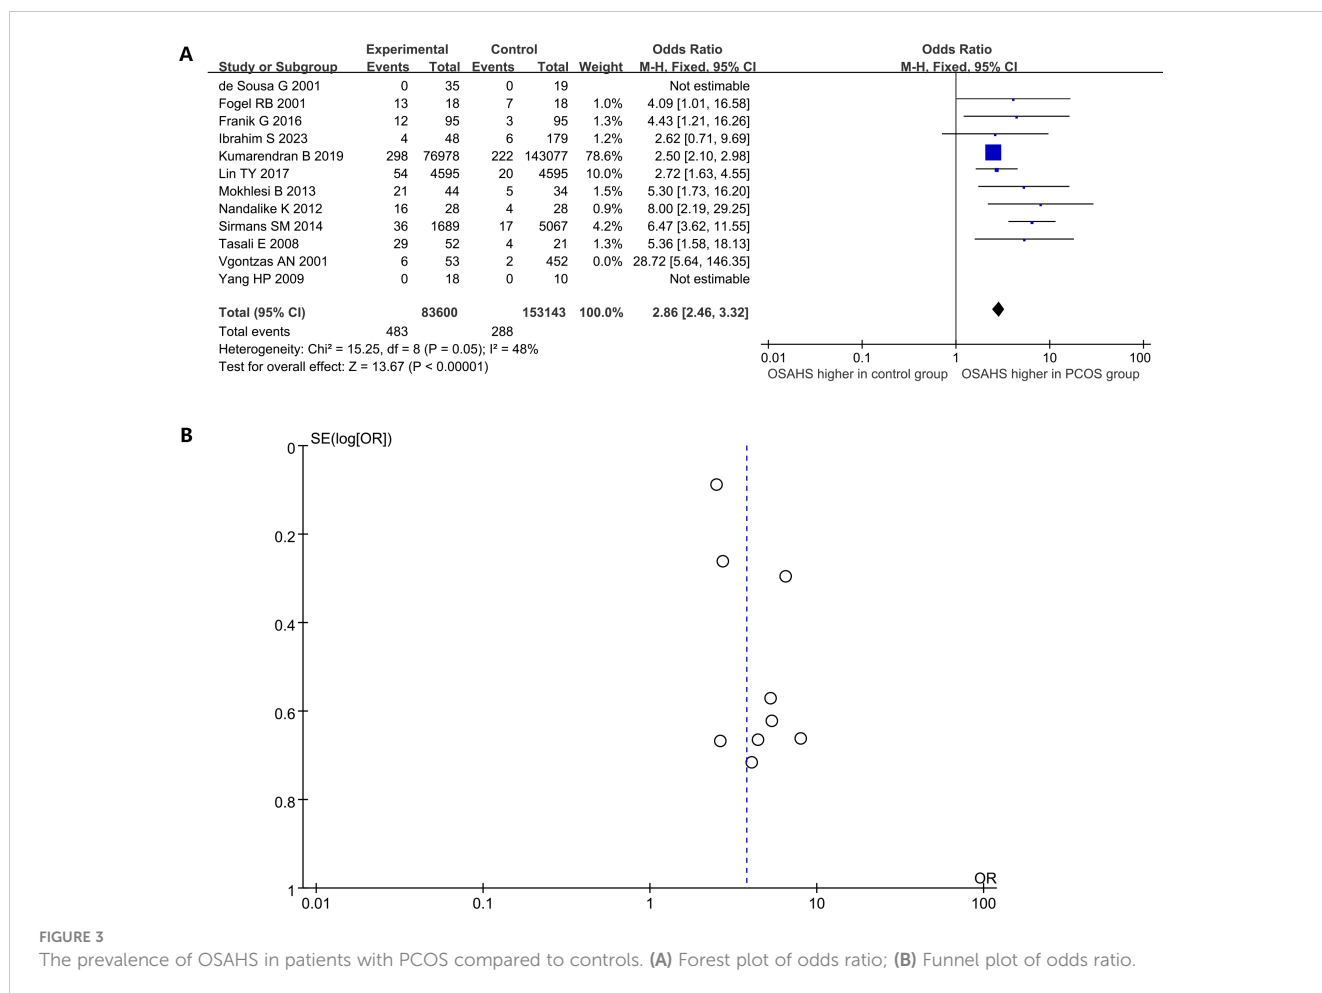 A
Experimental Control Odds Ratio Odds Ratio
Study or Subgroup Events Total Events Total Weight M-H, Fixed, 95% CI M-H, Fixed, 95% CI
de Sousa G 2001 0 35 0 19 Not estimable
Fogel RB 2001 13 18 7 18 1.0% 4.09 [1.01, 16.58]
Franik G 2016 12 95 3 95 1.3% 4.43 [1.21, 16.26]
Ibrahim S 2023 4 48 6 179 1.2% 2.62 [0.71, 9.69]
Kumarendran B 2019 298 76978 222 143077 78.6% 2.50 [2.10, 2.98]
Lin TY 2017 54 4595 20 4595 10.0% 2.72 [1.63, 4.55]
Mokhlesi B 2013 21 44 5 34 1.5% 5.30 [1.73, 16.20]
Nandalike K 2012 16 28 4 28 0.9% 8.00 [2.19, 29.25]
Sirmans SM 2014 36 1689 17 5067 4.2% 6.47 [3.62, 11.55]
Tasali E 2008 29 52 4 21 1.3% 5.36 [1.58, 18.13]
Vgontzas AN 2001 6 53 2 452 0.0% 28.72 [5.64, 146.35]
Yang HP 2009 0 18 0 10 Not estimable
Total (95% CI) 83600 153143 100.0% 2.86 [2.46, 3.32]
Total events 483 288
Heterogeneity: Chi² = 15.25, df = 8 (P = 0.05); I² = 48%
Test for overall effect: Z = 13.67 (P < 0.00001)
0.01 0.1 1 10 100
OSAHS higher in control group OSAHS higher in PCOS group
B
SE(log[OR])
0
0.2
0.4
0.6
0.8
1
OR
0.01 0.1 1 10 100
FIGURE 3
The prevalence of OSAHS in patients with PCOS compared to controls. (A) Forest plot of odds ratio; (B) Funnel plot of odds ratio.